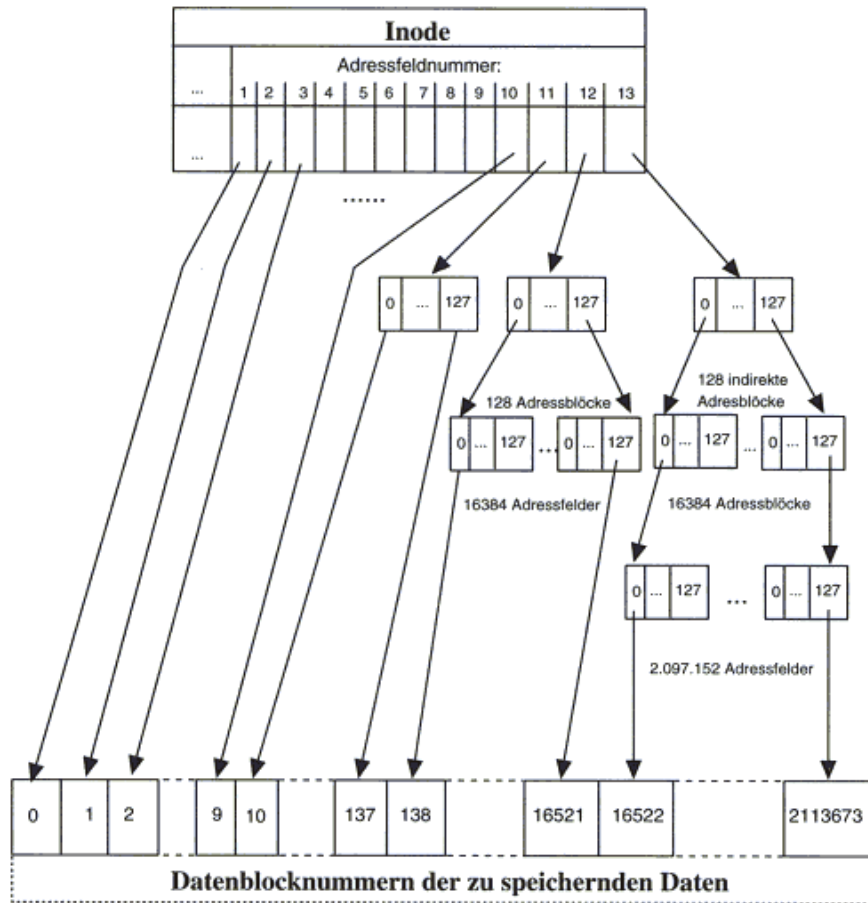 Inode
Adressfeldnummer:
... 1 2 3 4 5 6 7 8 9 10 11 12 13
...
......
0 ... 127 0 ... 127 0 ... 127
128 indirekte
Adresblöcke
128 Adressblöcke
0 ... 127 ... 0 ... 127 0 ... 127 ... 0 ... 127
16384 Adressfelder 16384 Adressblöcke
0 ... 127 ... 0 ... 127
2.097.152 Adressfelder
0 1 2 9 10 137 138 16521 16522 2113673
Datenblocknummern der zu speichernden Daten